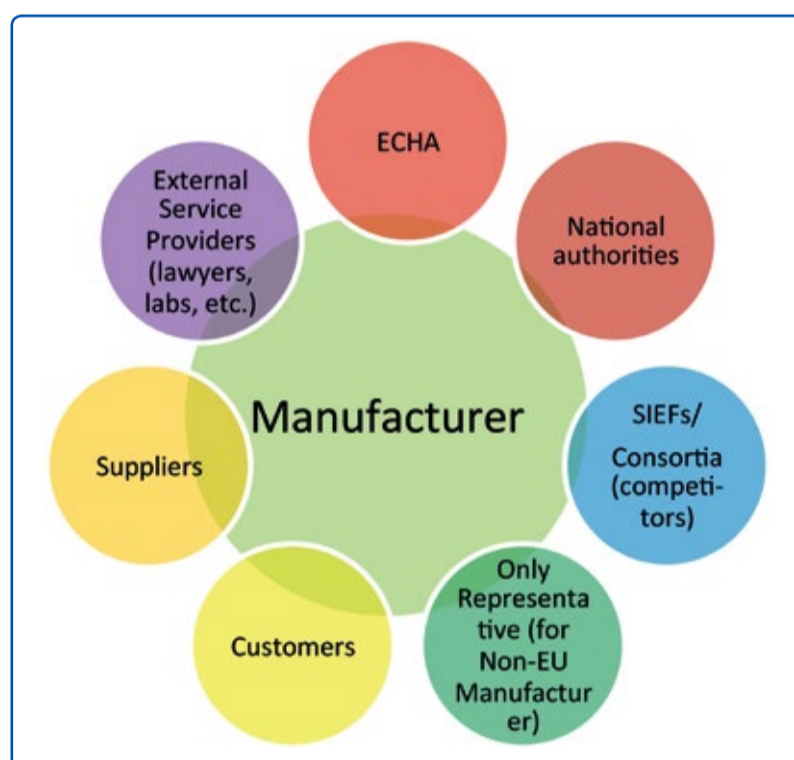 ECHA
National
authorities
SIEFs/
Consortia
(competi-
tors)
Only
Representa
tive (for
Non-EU
Manufactur
er)
Customers
Suppliers
External
Service
Providers
(lawyers,
labs, etc.)
Manufacturer